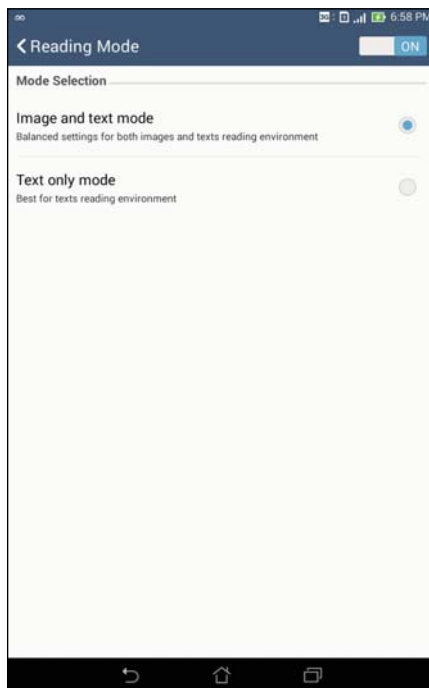 6:58 PM
Reading Mode
ON
Mode Selection
Image and text mode
Balanced settings for both images and texts reading environment
Text only mode
Best for texts reading environment